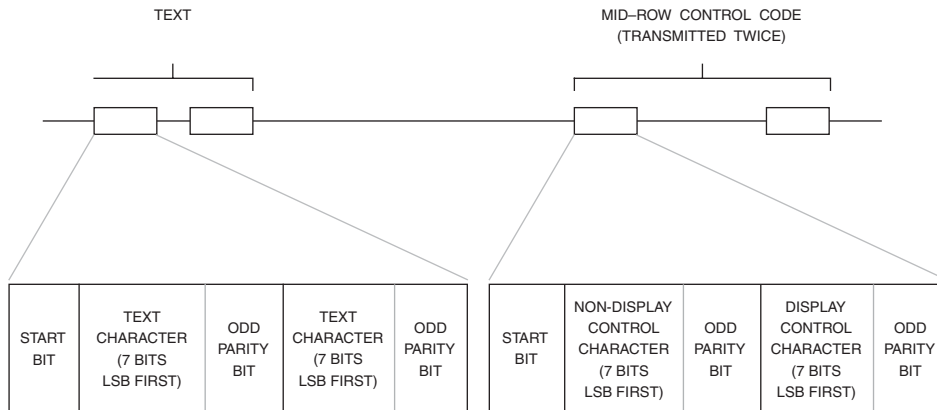 TEXT
MID–ROW CONTROL CODE
(TRANSMITTED TWICE)
START
BIT
TEXT
CHARACTER
(7 BITS
LSB FIRST)
ODD
PARITY
BIT
TEXT
CHARACTER
(7 BITS
LSB FIRST)
ODD
PARITY
BIT
START
BIT
NON-DISPLAY
CONTROL
CHARACTER
(7 BITS
LSB FIRST)
ODD
PARITY
BIT
DISPLAY
CONTROL
CHARACTER
(7 BITS
LSB FIRST)
ODD
PARITY
BIT